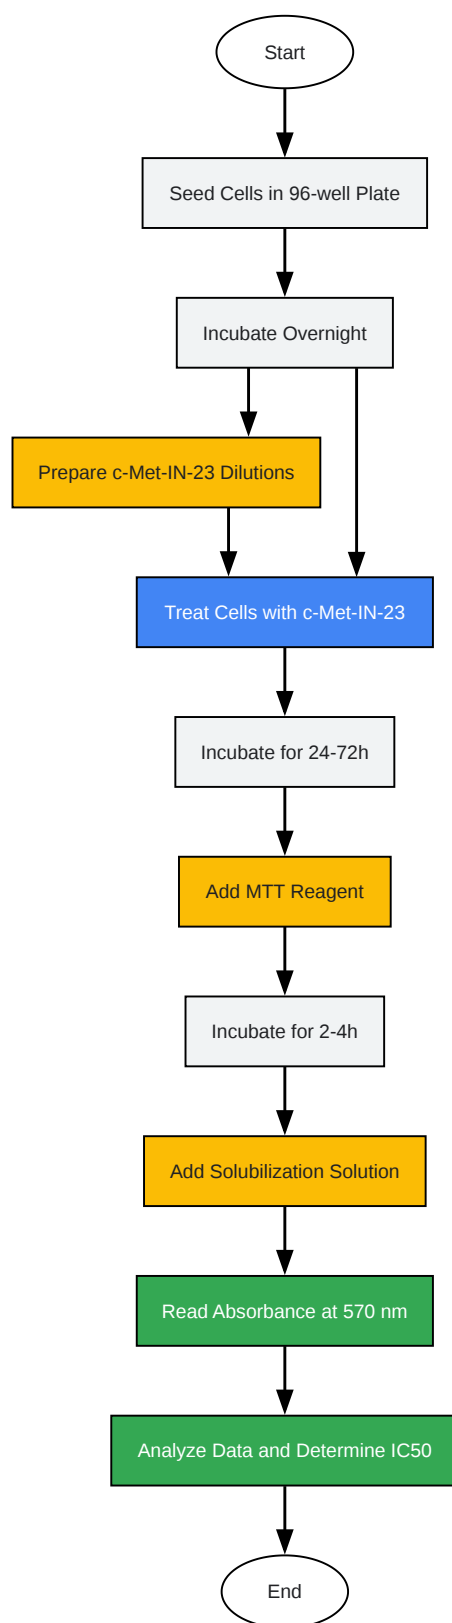 Start
Seed Cells in 96-well Plate
Incubate Overnight
Prepare c-Met-IN-23 Dilutions
Treat Cells with c-Met-IN-23
Incubate for 24-72h
Add MTT Reagent
Incubate for 2-4h
Add Solubilization Solution
Read Absorbance at 570 nm
Analyze Data and Determine IC50
End